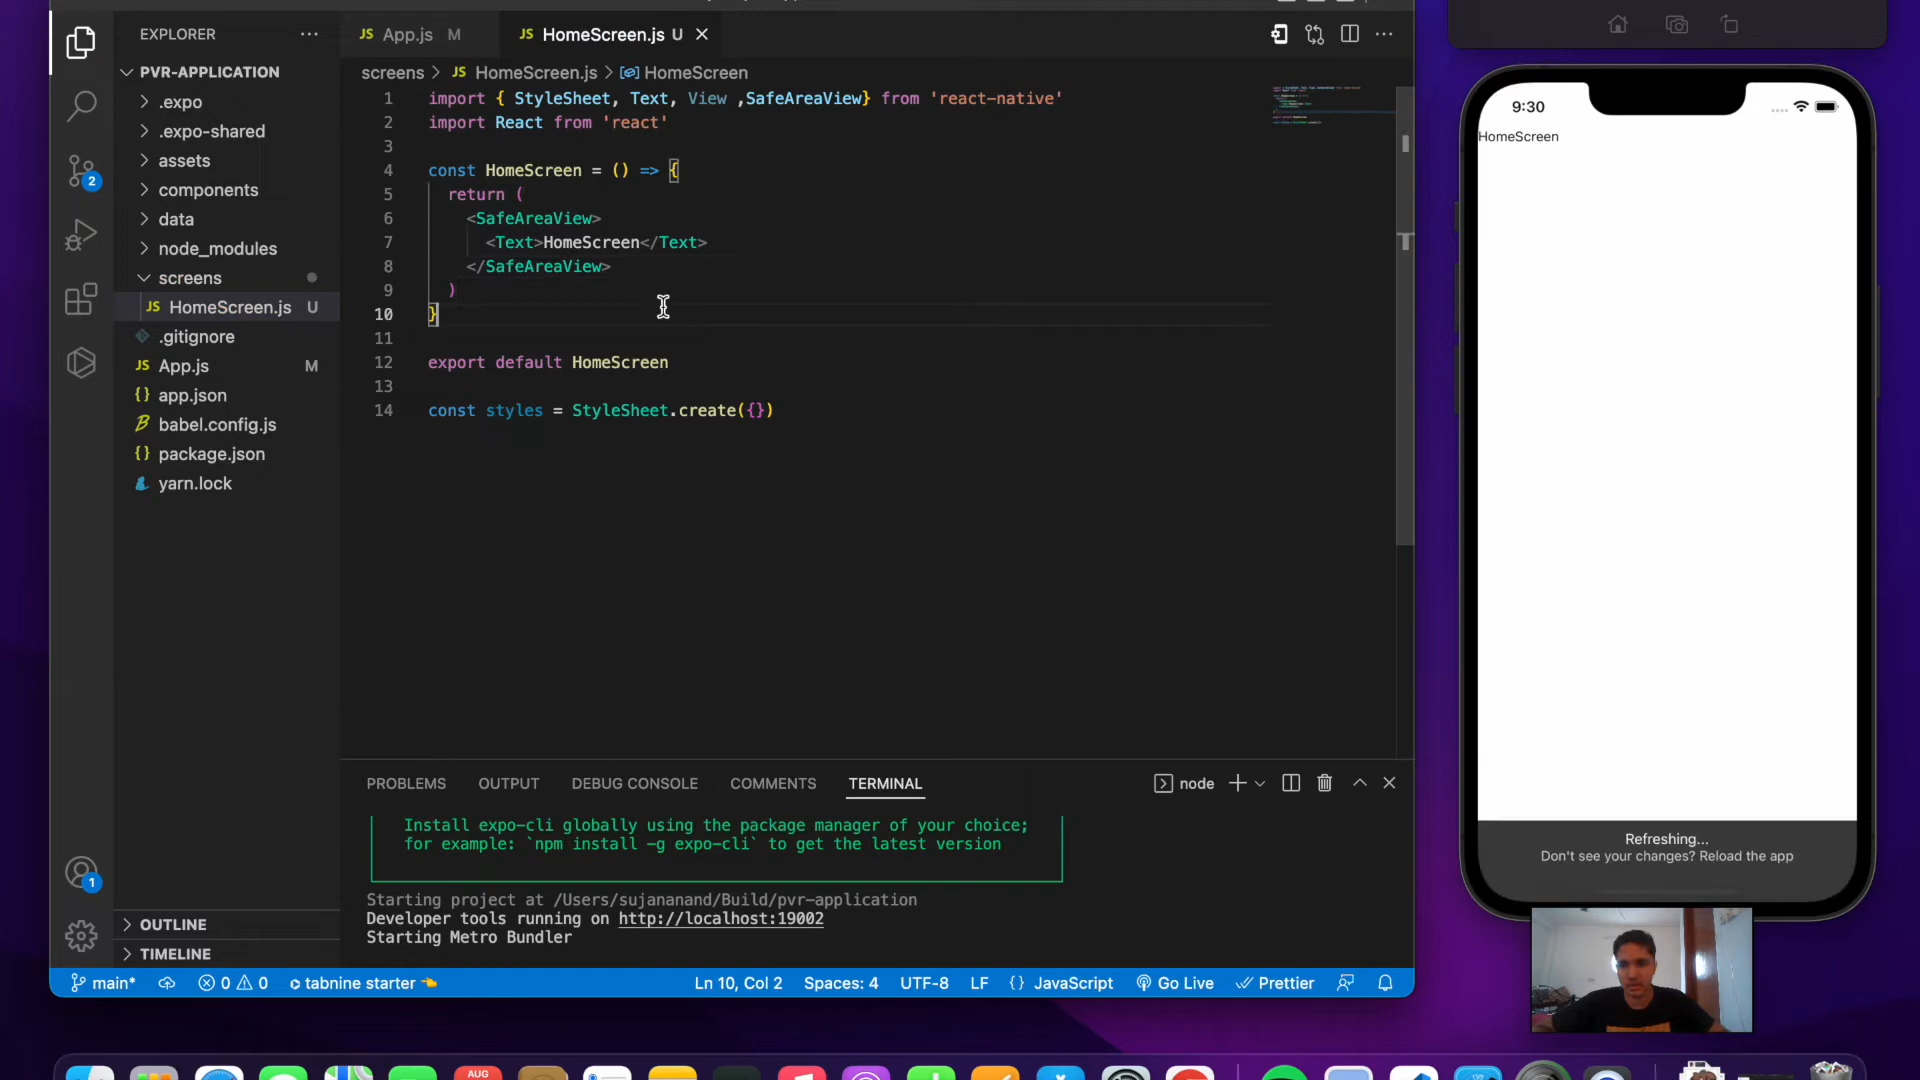 EXPLORER
PVR-APPLICATION
.expo
.expo-shared
assets
components
data
node_modules
screens
JS HomeScreen.js U
.gitignore
JS App.js M
{} app.json
babel.config.js
{} package.json
yarn.lock
OUTLINE
TIMELINE
2
1
JS App.js M
JS HomeScreen.js U
screens > JS HomeScreen.js > HomeScreen
1 import { StyleSheet, Text, View ,SafeAreaView} from 'react-native'
2 import React from 'react'
3
4 const HomeScreen = () => {
5 return (
6 <SafeAreaView>
7 <Text>HomeScreen</Text>
8 </SafeAreaView>
9 )
10 }
11
12 export default HomeScreen
13
14 const styles = StyleSheet.create({})
PROBLEMS OUTPUT DEBUG CONSOLE COMMENTS TERMINAL
node
Install expo-cli globally using the package manager of your choice;
for example: `npm install -g expo-cli` to get the latest version
Starting project at /Users/sujananand/Build/pvr-application
Developer tools running on http://localhost:19002
Starting Metro Bundler
main* 0 0 tabnine starter Ln 10, Col 2 Spaces: 4 UTF-8 LF {} JavaScript Go Live Prettier
9:30
HomeScreen
Refreshing...
Don't see your changes? Reload the app
AUG